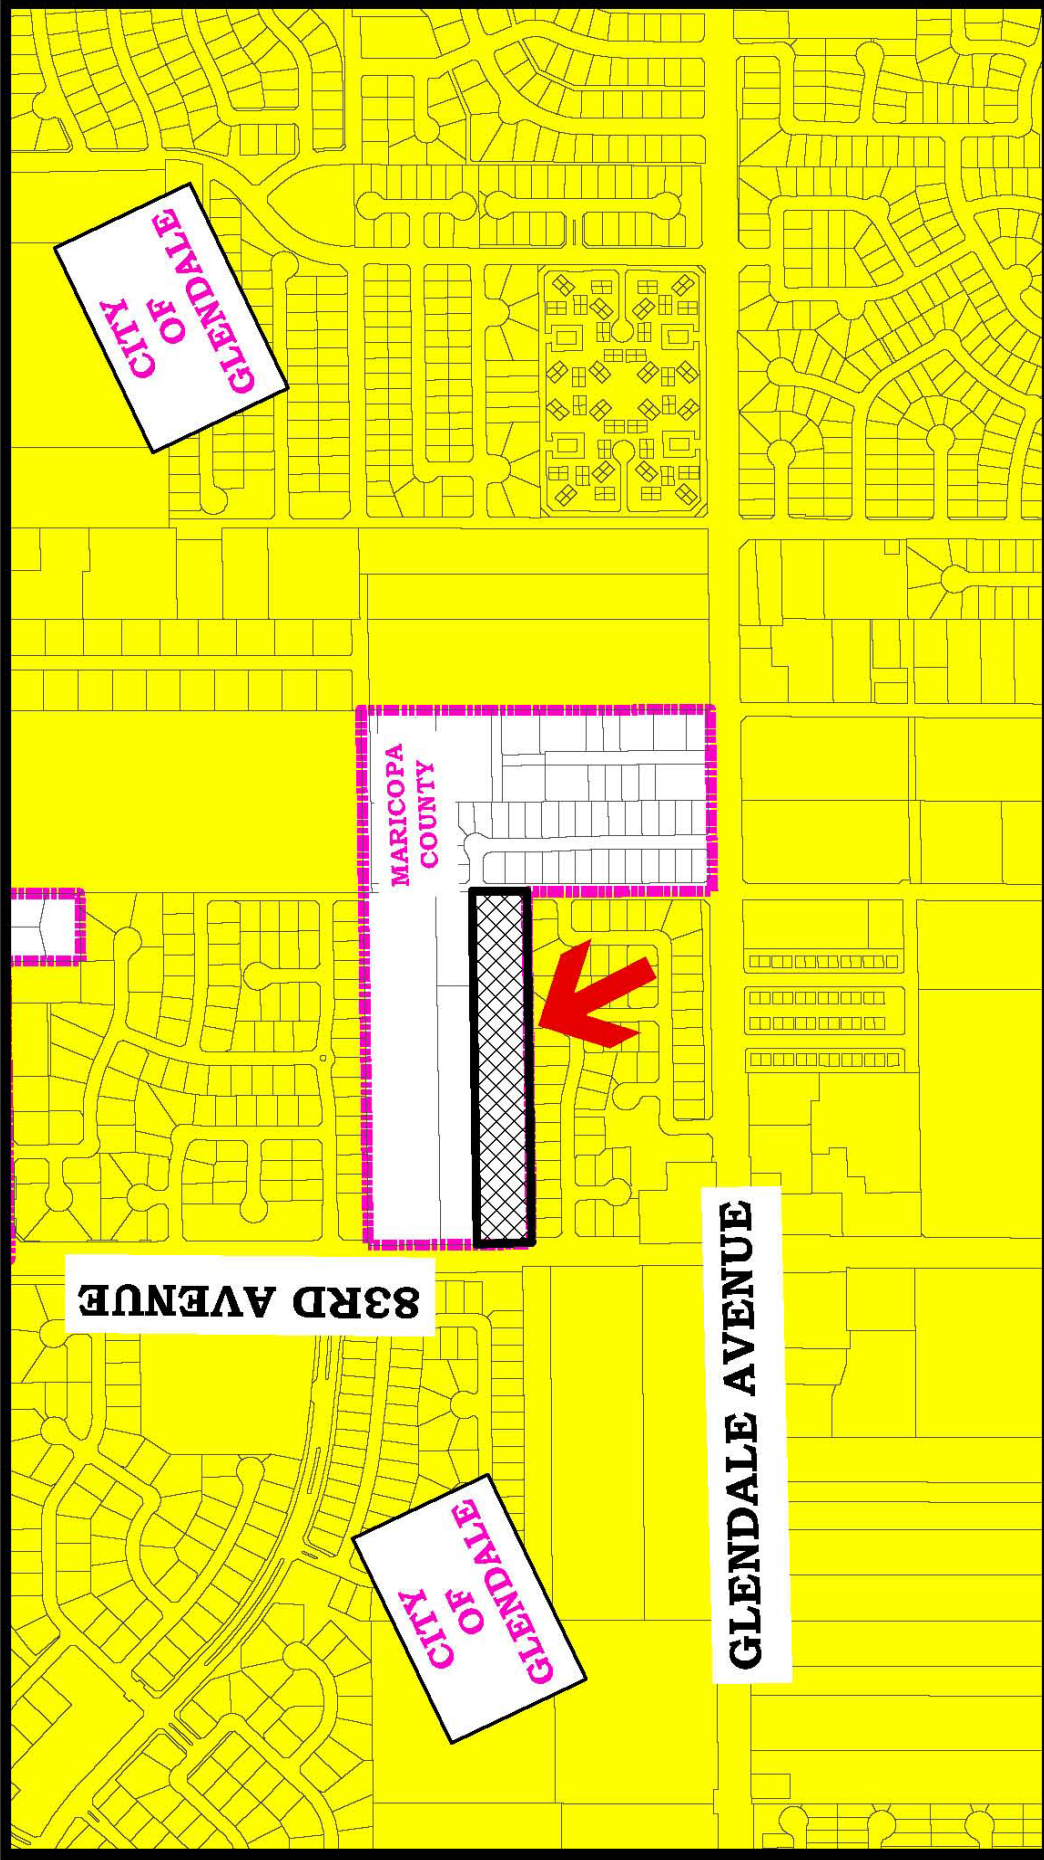 CITY
OF
GLENDALE
MARICOPA
COUNTY
83RD AVENUE
GLENDALE AVENUE
CITY
OF
GLENDALE